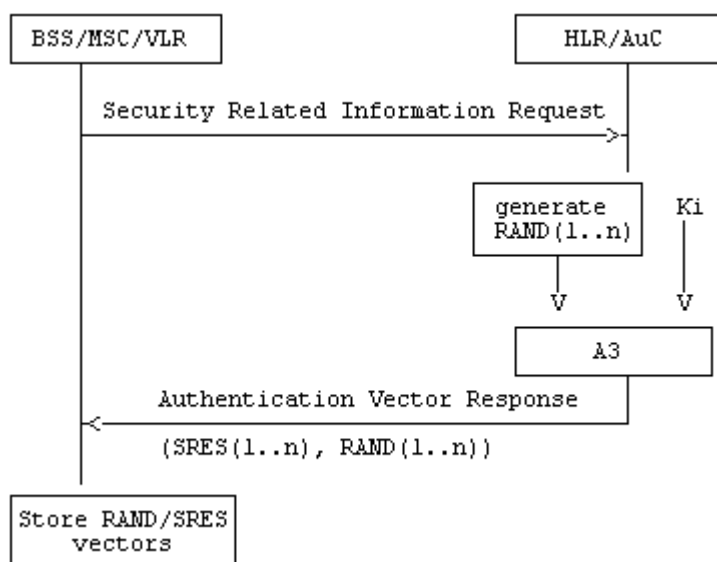 BSS/MSC/VLR
HLR/AuC
Security Related Information Request
generate
RAND(1..n)
Ki
A3
Authentication Vector Response
(SRES(1..n), RAND(1..n))
Store RAND/SRES
vectors